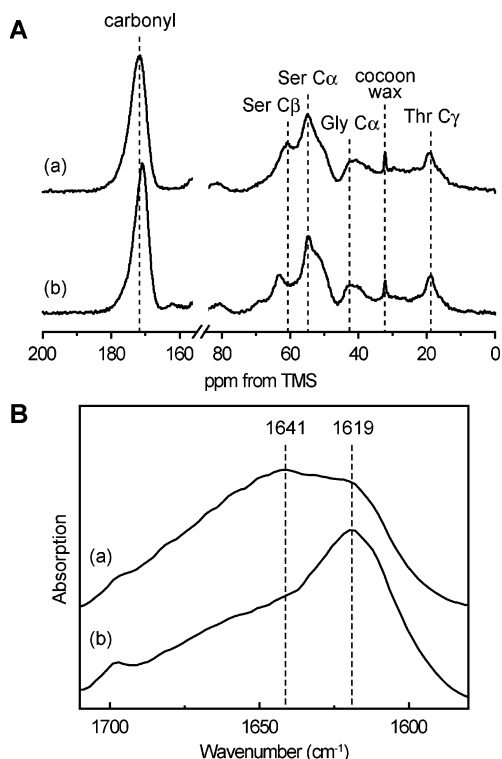 A
carbonyl
Ser Cβ
Ser Cα
Gly Cα
cocoon
wax
Thr Cγ
(a)
(b)
200 180 160 80 60 40 20 0
ppm from TMS
B
1641 1619
(a)
(b)
Absorption
1700 1650 1600
Wavenumber (cm⁻¹)